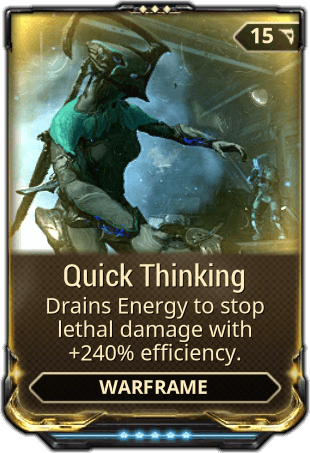 15
Quick Thinking
Drains Energy to stop
lethal damage with
+240% efficiency.
WARFRAME